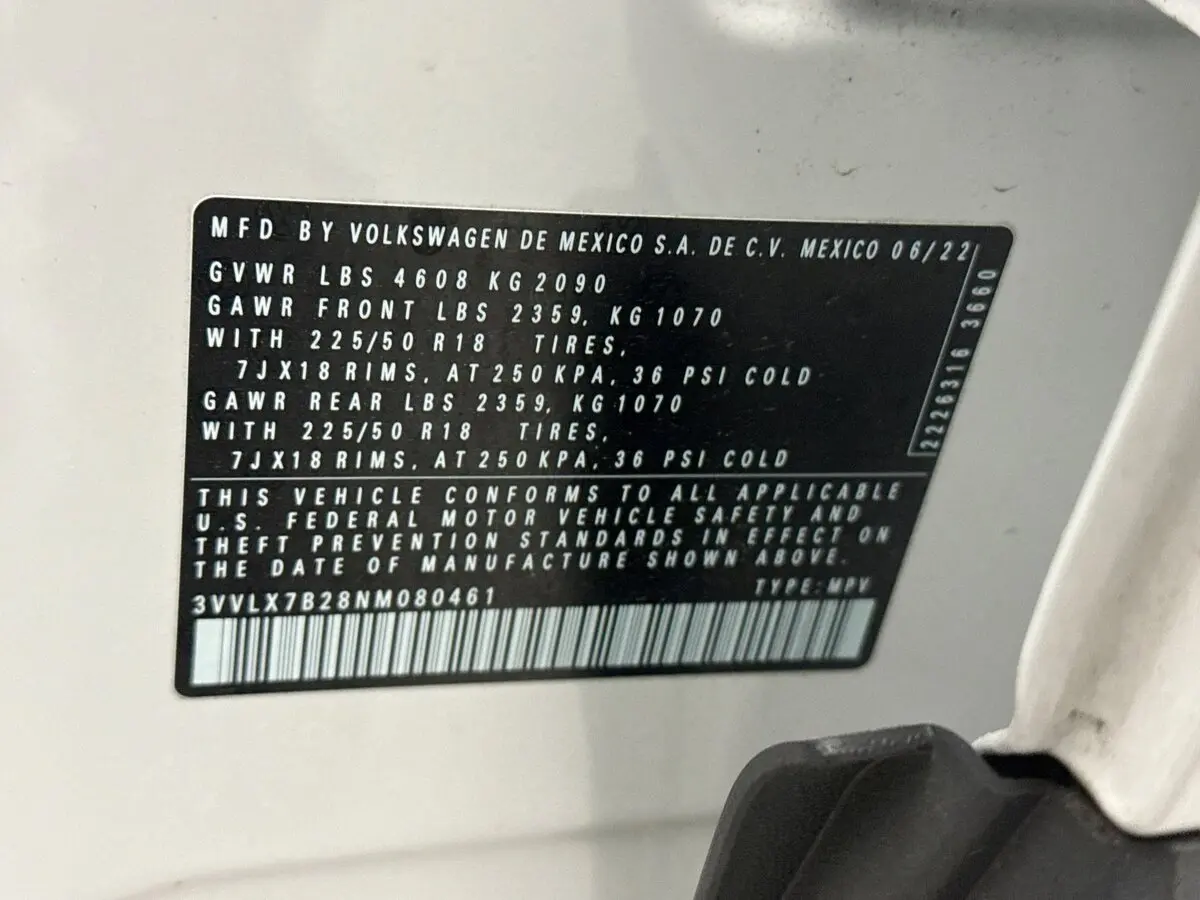 MFD BY VOLKSWAGEN DE MEXICO S.A. DE C.V. MEXICO 06/22
GVWR LBS 4608 KG 2090
GAWR FRONT LBS 2359, KG 1070
WITH 225/50 R18 TIRES,
7JX18 RIMS, AT 250 KPA, 36 PSI COLD
GAWR REAR LBS 2359, KG 1070
WITH 225/50 R18 TIRES,
7JX18 RIMS, AT 250 KPA, 36 PSI COLD
2226316 3660
THIS VEHICLE CONFORMS TO ALL APPLICABLE
U.S. FEDERAL MOTOR VEHICLE SAFETY AND
THEFT PREVENTION STANDARDS IN EFFECT ON
THE DATE OF MANUFACTURE SHOWN ABOVE.
3VVLX7B28NM080461 TYPE:MPV